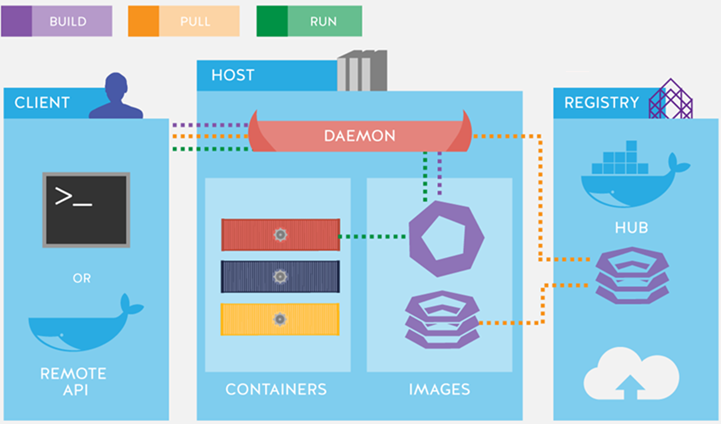 BUILD
PULL
RUN
CLIENT
>_
OR
REMOTE
API
HOST
DAEMON
CONTAINERS
IMAGES
REGISTRY
HUB